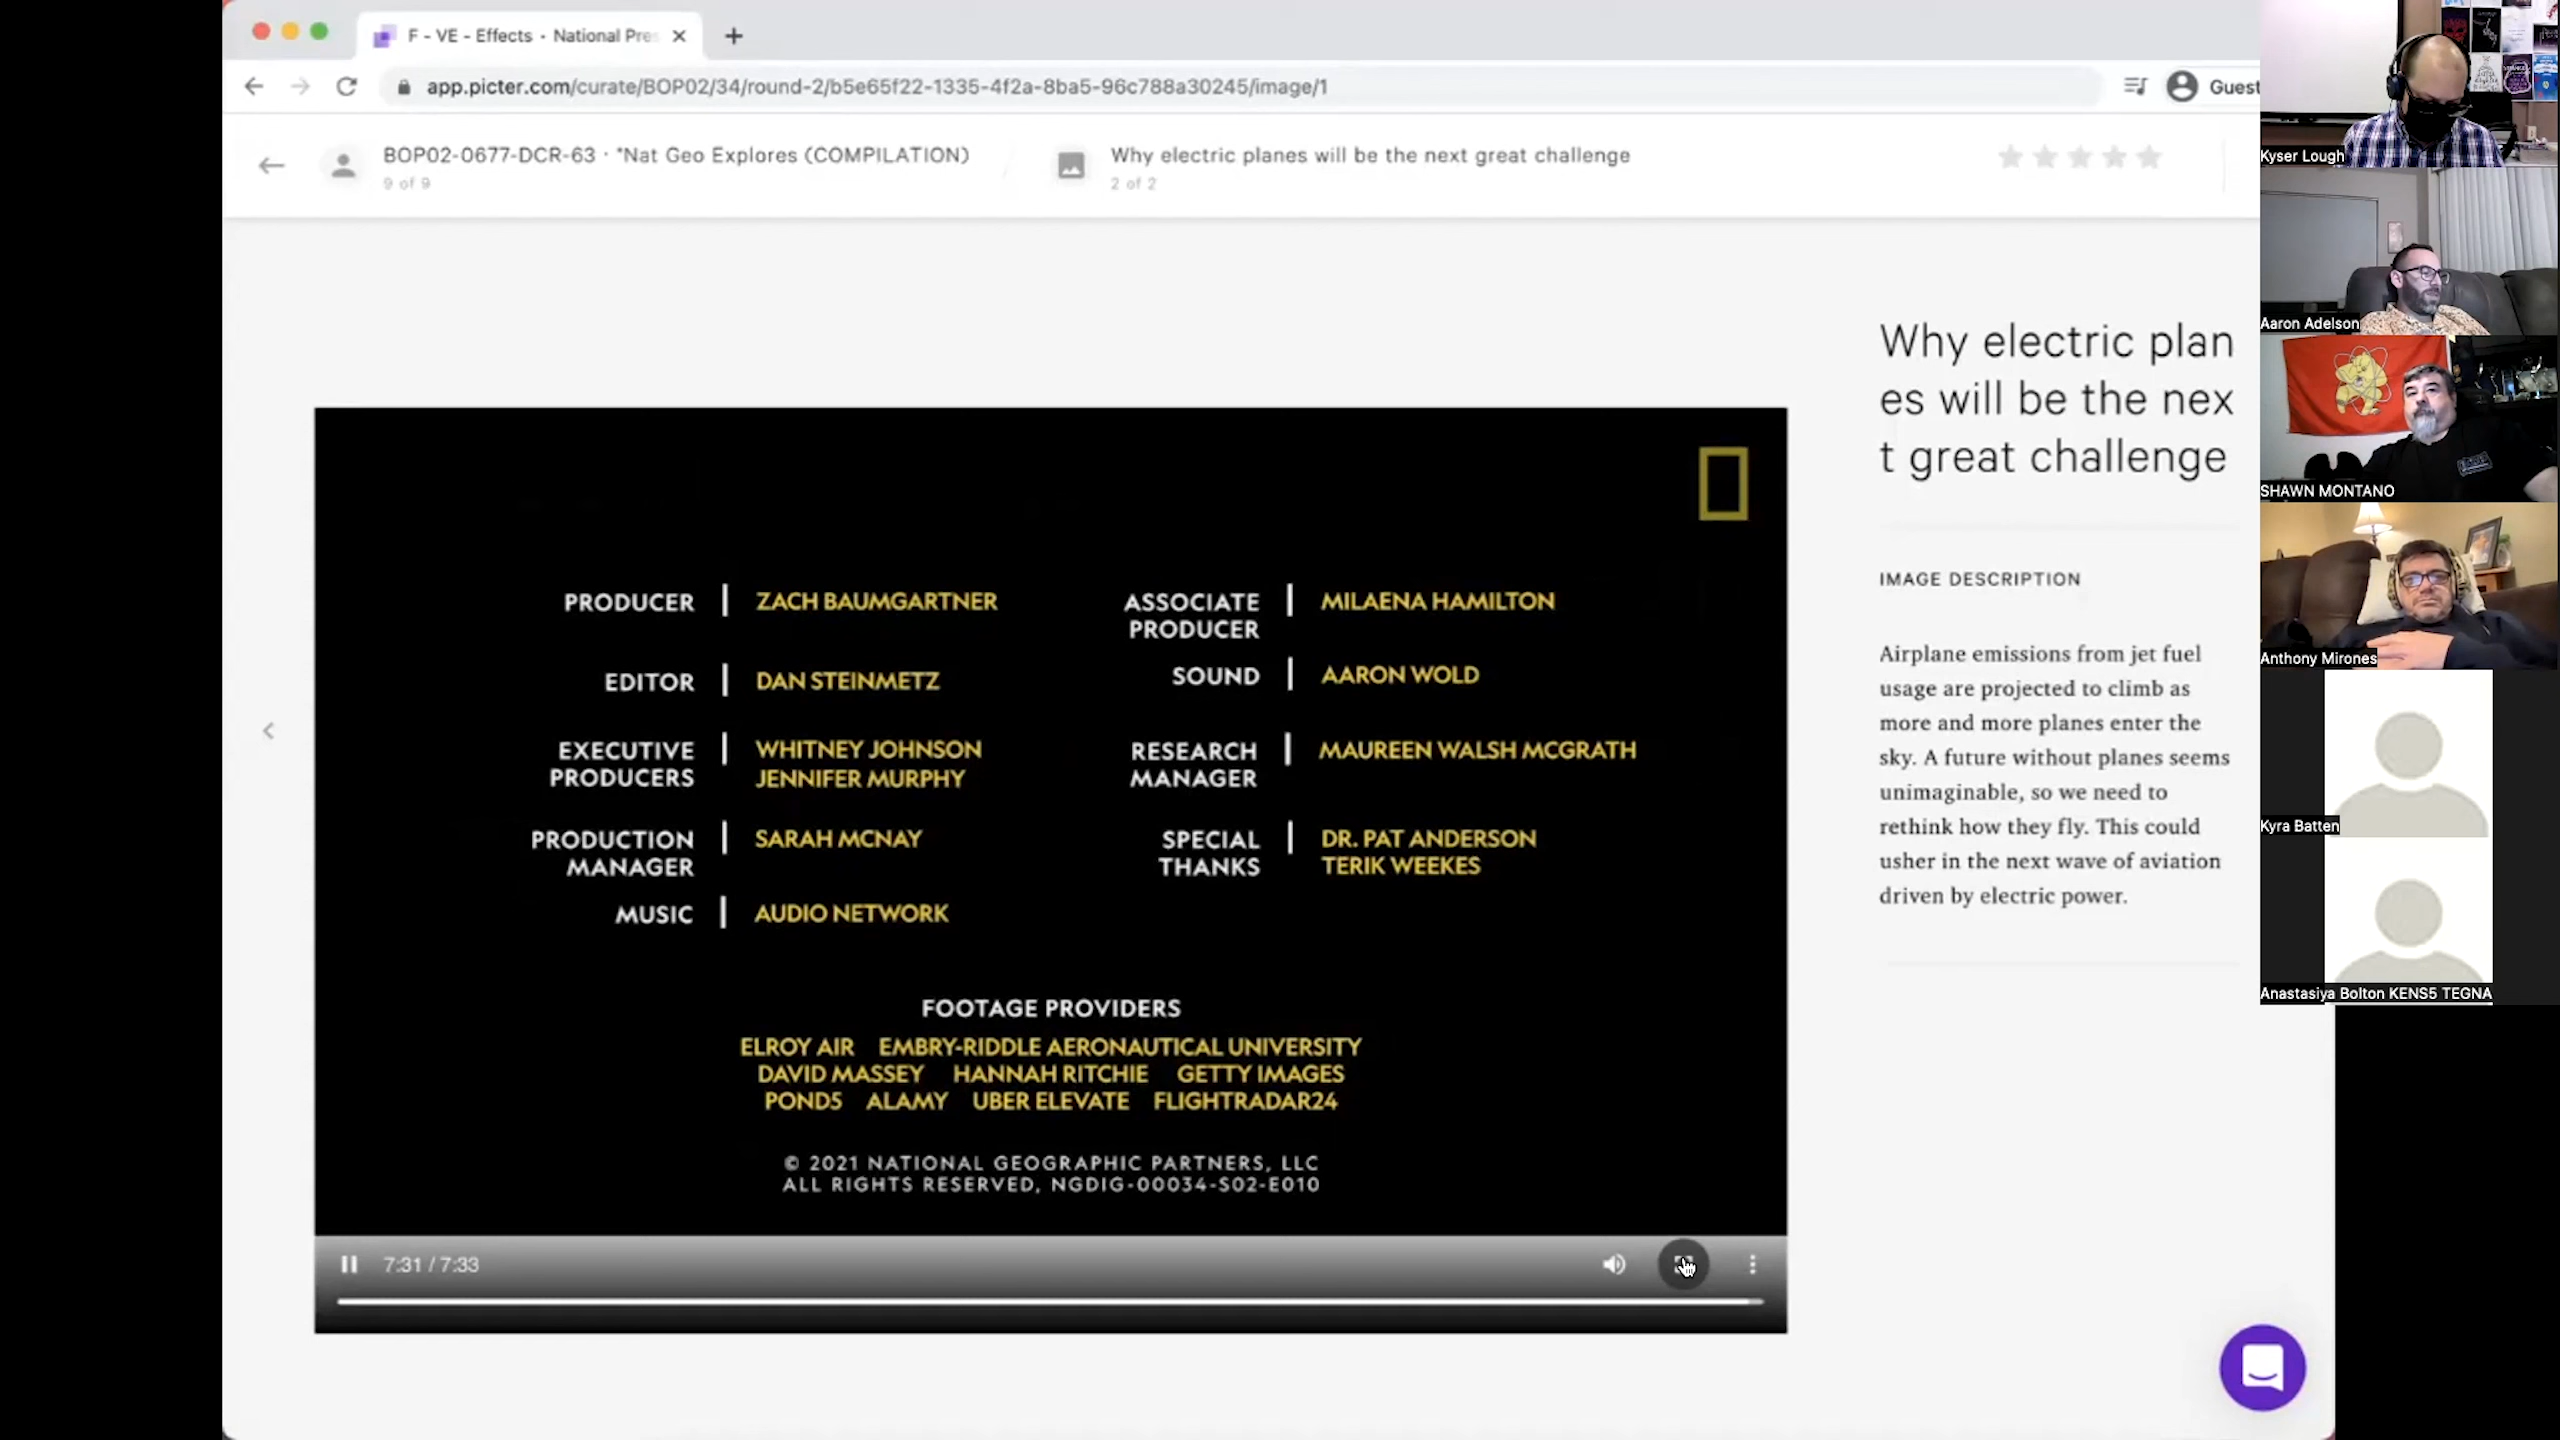 F - VE - Effects · National Pres
app.picter.com/curate/BOP02/34/round-2/b5e65f22-1335-4f2a-8ba5-96c788a30245/image/1
Guest
BOP02-0677-DCR-63 · *Nat Geo Explores (COMPILATION)
9 of 9
Why electric planes will be the next great challenge
2 of 2
PRODUCER | ZACH BAUMGARTNER
EDITOR | DAN STEINMETZ
EXECUTIVE PRODUCERS | WHITNEY JOHNSON
JENNIFER MURPHY
PRODUCTION MANAGER | SARAH MCNAY
MUSIC | AUDIO NETWORK
ASSOCIATE PRODUCER | MILAENA HAMILTON
SOUND | AARON WOLD
RESEARCH MANAGER | MAUREEN WALSH MCGRATH
SPECIAL THANKS | DR. PAT ANDERSON
TERIK WEEKES
FOOTAGE PROVIDERS
ELROY AIR EMBRY-RIDDLE AERONAUTICAL UNIVERSITY
DAVID MASSEY HANNAH RITCHIE GETTY IMAGES
POND5 ALAMY UBER ELEVATE FLIGHTRADAR24
© 2021 NATIONAL GEOGRAPHIC PARTNERS, LLC
ALL RIGHTS RESERVED, NGDIG-00034-S02-E010
7:31 / 7:33
Why electric plan
es will be the nex
t great challenge
IMAGE DESCRIPTION
Airplane emissions from jet fuel
usage are projected to climb as
more and more planes enter the
sky. A future without planes seems
unimaginable, so we need to
rethink how they fly. This could
usher in the next wave of aviation
driven by electric power.
Kyser Lough
Aaron Adelson
SHAWN MONTANO
Anthony Mirones
Kyra Batten
Anastasiya Bolton KENS5 TEGNA